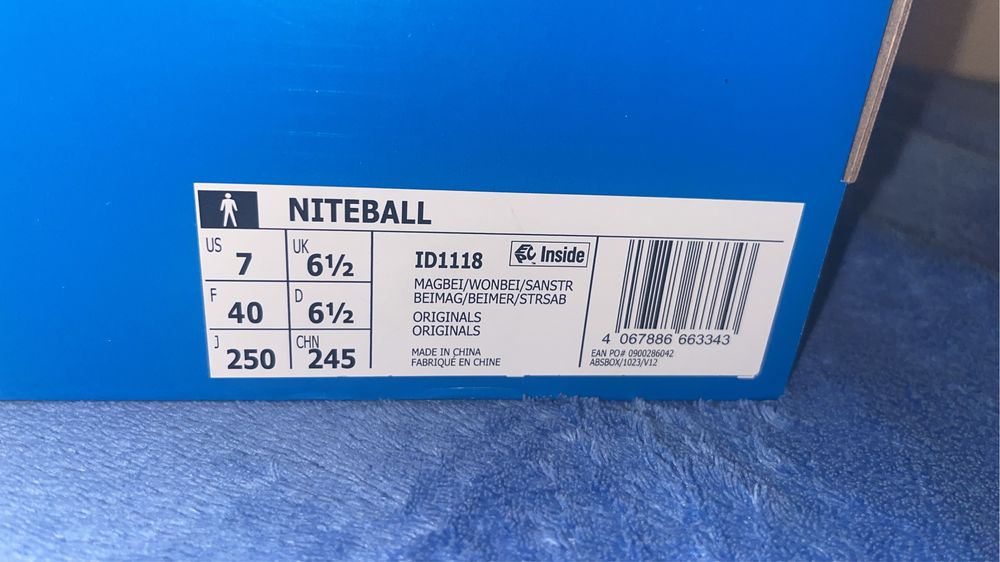 NITEBALL
US 7
UK 6½
F 40
D 6½
J 250
CHN 245
ID1118
Inside
MAGBEI/WONBEI/SANSTR
BEIMAG/BEIMER/STRSAB
ORIGINALS
ORIGINALS
MADE IN CHINA
FABRIQUÉ EN CHINE
4 067886 663343
EAN PO# 0900286042
ABSBOX/1023/V12